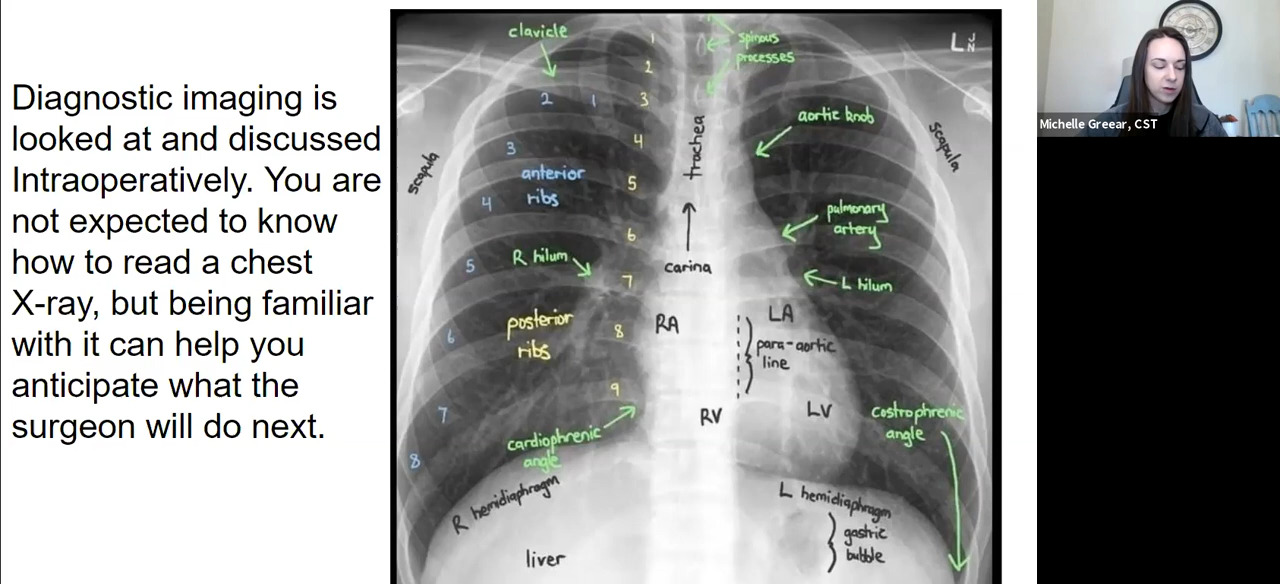 Diagnostic imaging is
looked at and discussed
Intraoperatively. You are
not expected to know
how to read a chest
X-ray, but being familiar
with it can help you
anticipate what the
surgeon will do next.
clavicle
spinous
processes
L J N
1
2
3
4
5
6
7
8
9
2 1
3
4
5
6
7
8
anterior
ribs
posterior
ribs
scapula
scapula
trachea
aortic knob
pulmonary
artery
R hilum
carina
L hilum
RA
LA
para-aortic
line
RV
LV
cardiophrenic
angle
costrophrenic
angle
R hemidiaphragm
L hemidiaphragm
gastric
bubble
liver
Michelle Greear, CST